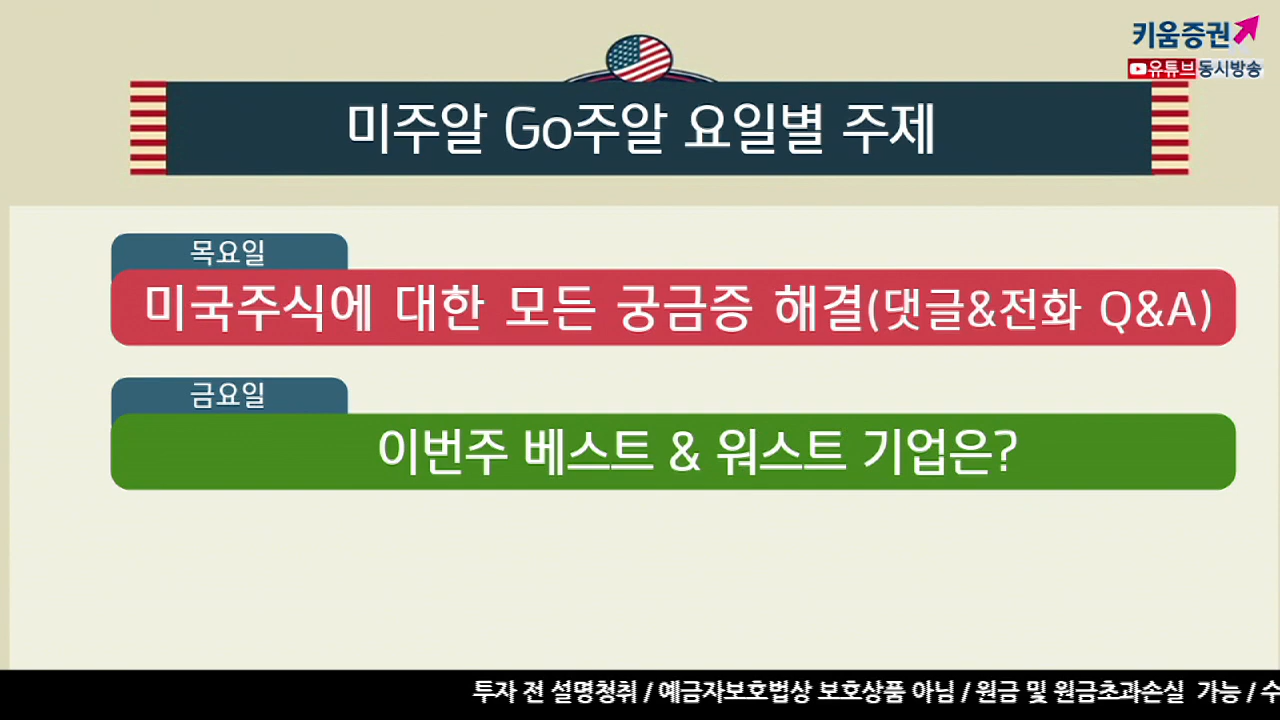 키움증권
유튜브동시방송
미주알 Go주알 요일별 주제
목요일
미국주식에 대한 모든 궁금증 해결(댓글&전화 Q&A)
금요일
이번주 베스트 & 워스트 기업은?
투자 전 설명청취 / 예금자보호법상 보호상품 아님 / 원금 및 원금초과손실 가능 / 수